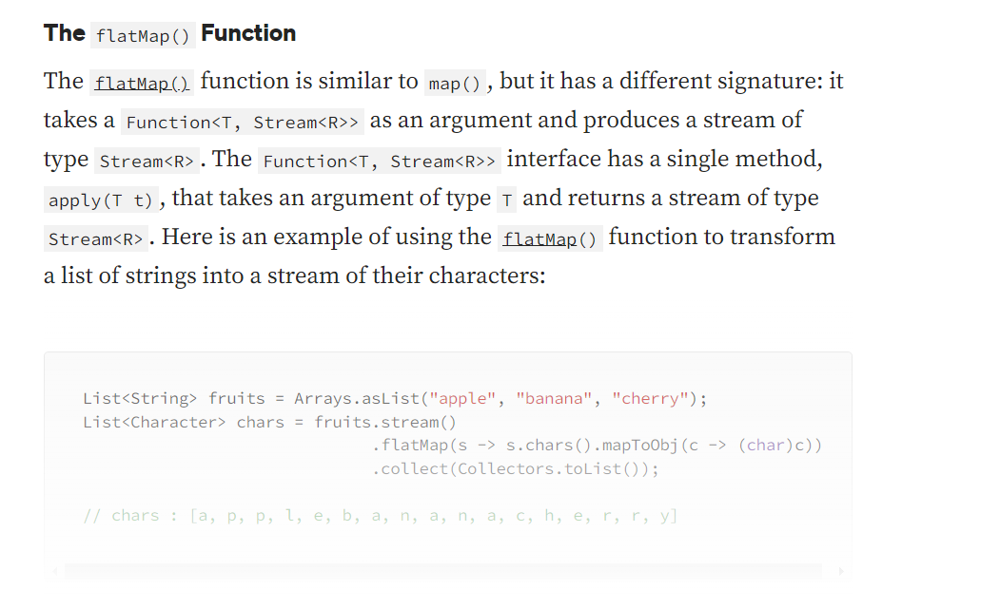 The flatMap() Function
The flatMap() function is similar to map(), but it has a different signature: it
takes a Function<T, Stream<R>> as an argument and produces a stream of
type Stream<R>. The Function<T, Stream<R>> interface has a single method,
apply(T t), that takes an argument of type T and returns a stream of type
Stream<R>. Here is an example of using the flatMap() function to transform
a list of strings into a stream of their characters:
List<String> fruits = Arrays.asList("apple", "banana", "cherry");
List<Character> chars = fruits.stream()
.flatMap(s -> s.chars().mapToObj(c -> (char)c))
.collect(Collectors.toList());
// chars : [a, p, p, l, e, b, a, n, a, n, a, c, h, e, r, r, y]